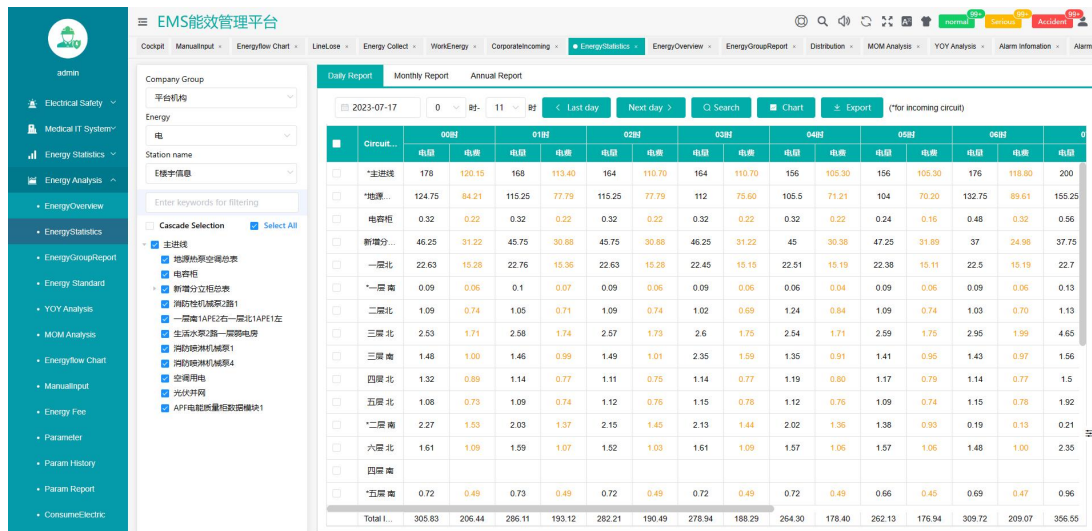 EMS能效管理平台
normal 99+ Serious 99+ Accident 99+
Cockpit ManualInput × Energyflow Chart × LineLose × Energy Collect × WorkEnergy × CorporateIncoming × EnergyStatistics × EnergyOverview × EnergyGroupReport × Distribution × MOM Analysis × YOY Analysis × Alarm Infomation × Alarm
admin
Electrical Safety
Medical IT System
Energy Statistics
Energy Analysis
EnergyOverview
EnergyStatistics
EnergyGroupReport
Energy Standard
YOY Analysis
MOM Analysis
Energyflow Chart
ManualInput
Energy Fee
Parameter
Param History
Param Report
ConsumeElectric
Company Group
平台机构
Energy
电
Station name
E楼宇信息
Enter keywords for filtering
Cascade Selection Select All
主进线
地源热泵空调总表
电容柜
新增分立柜总表
消防栓机械泵2路1
一层南1APE2右一层北1APE1左
生活水泵2路一层弱电房
消防喷淋机械泵1
消防喷淋机械泵4
空调用电
光伏并网
APF电能质量柜数据模块1
Daily Report Monthly Report Annual Report
2023-07-17 0 时- 11 时 < Last day Next day > Search Chart Export (*for incoming circuit)
Circuit... 00时 01时 02时 03时 04时 05时 06时 0
电量 电费 电量 电费 电量 电费 电量 电费 电量 电费 电量 电费 电量 电费 电量
*主进线 178 120.15 168 113.40 164 110.70 164 110.70 156 105.30 156 105.30 176 118.80 200
*地源... 124.75 84.21 115.25 77.79 115.25 77.79 112 75.60 105.5 71.21 104 70.20 132.75 89.61 155.25
电容柜 0.32 0.22 0.32 0.22 0.32 0.22 0.32 0.22 0.32 0.22 0.24 0.16 0.48 0.32 0.56
新增分... 46.25 31.22 45.75 30.88 45.75 30.88 46.25 31.22 45 30.38 47.25 31.89 37 24.98 37.75
一层北 22.63 15.28 22.76 15.36 22.63 15.28 22.45 15.15 22.51 15.19 22.38 15.11 22.5 15.19 22.7
*一层 南 0.09 0.06 0.1 0.07 0.09 0.06 0.09 0.06 0.06 0.04 0.09 0.06 0.09 0.06 0.13
二层北 1.09 0.74 1.05 0.71 1.09 0.74 1.02 0.69 1.24 0.84 1.09 0.74 1.03 0.70 1.13
三层 北 2.53 1.71 2.58 1.74 2.57 1.73 2.6 1.75 2.54 1.71 2.59 1.75 2.95 1.99 4.65
三层 南 1.48 1.00 1.46 0.99 1.49 1.01 2.35 1.59 1.35 0.91 1.41 0.95 1.43 0.97 1.56
四层 北 1.32 0.89 1.14 0.77 1.11 0.75 1.14 0.77 1.19 0.80 1.17 0.79 1.14 0.77 1.5
五层 北 1.08 0.73 1.09 0.74 1.12 0.76 1.15 0.78 1.12 0.76 1.09 0.74 1.15 0.78 1.92
*二层 南 2.27 1.53 2.03 1.37 2.15 1.45 2.13 1.44 2.02 1.36 1.38 0.93 0.19 0.13 0.21
六层 北 1.61 1.09 1.59 1.07 1.52 1.03 1.61 1.09 1.57 1.06 1.57 1.06 1.48 1.00 2.35
四层 南
*五层 南 0.72 0.49 0.73 0.49 0.72 0.49 0.72 0.49 0.72 0.49 0.66 0.45 0.69 0.47 0.96
Total I... 305.83 206.44 286.11 193.12 282.21 190.49 278.94 188.29 264.30 178.40 262.13 176.94 309.72 209.07 356.55